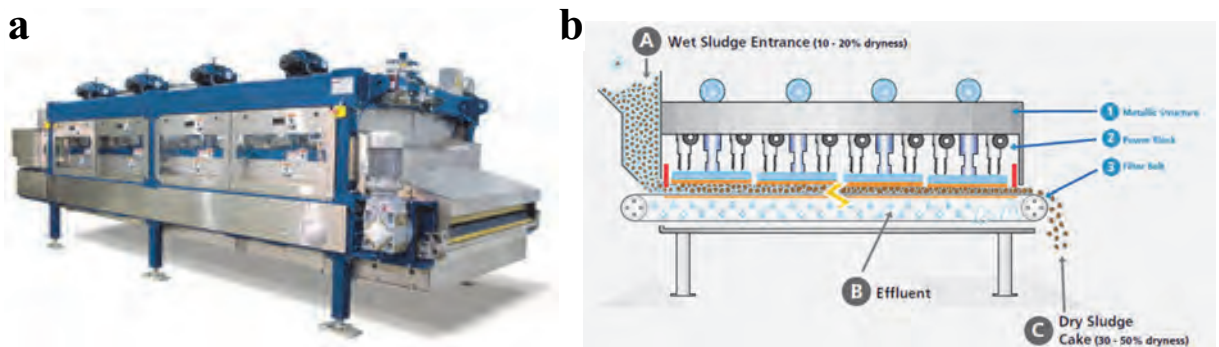 a
b
A Wet Sludge Entrance (10 - 20% dryness)
1 Metallic Structure
2 Power Block
3 Filter Belt
B Effluent
C Dry Sludge
Cake (30 - 50% dryness)